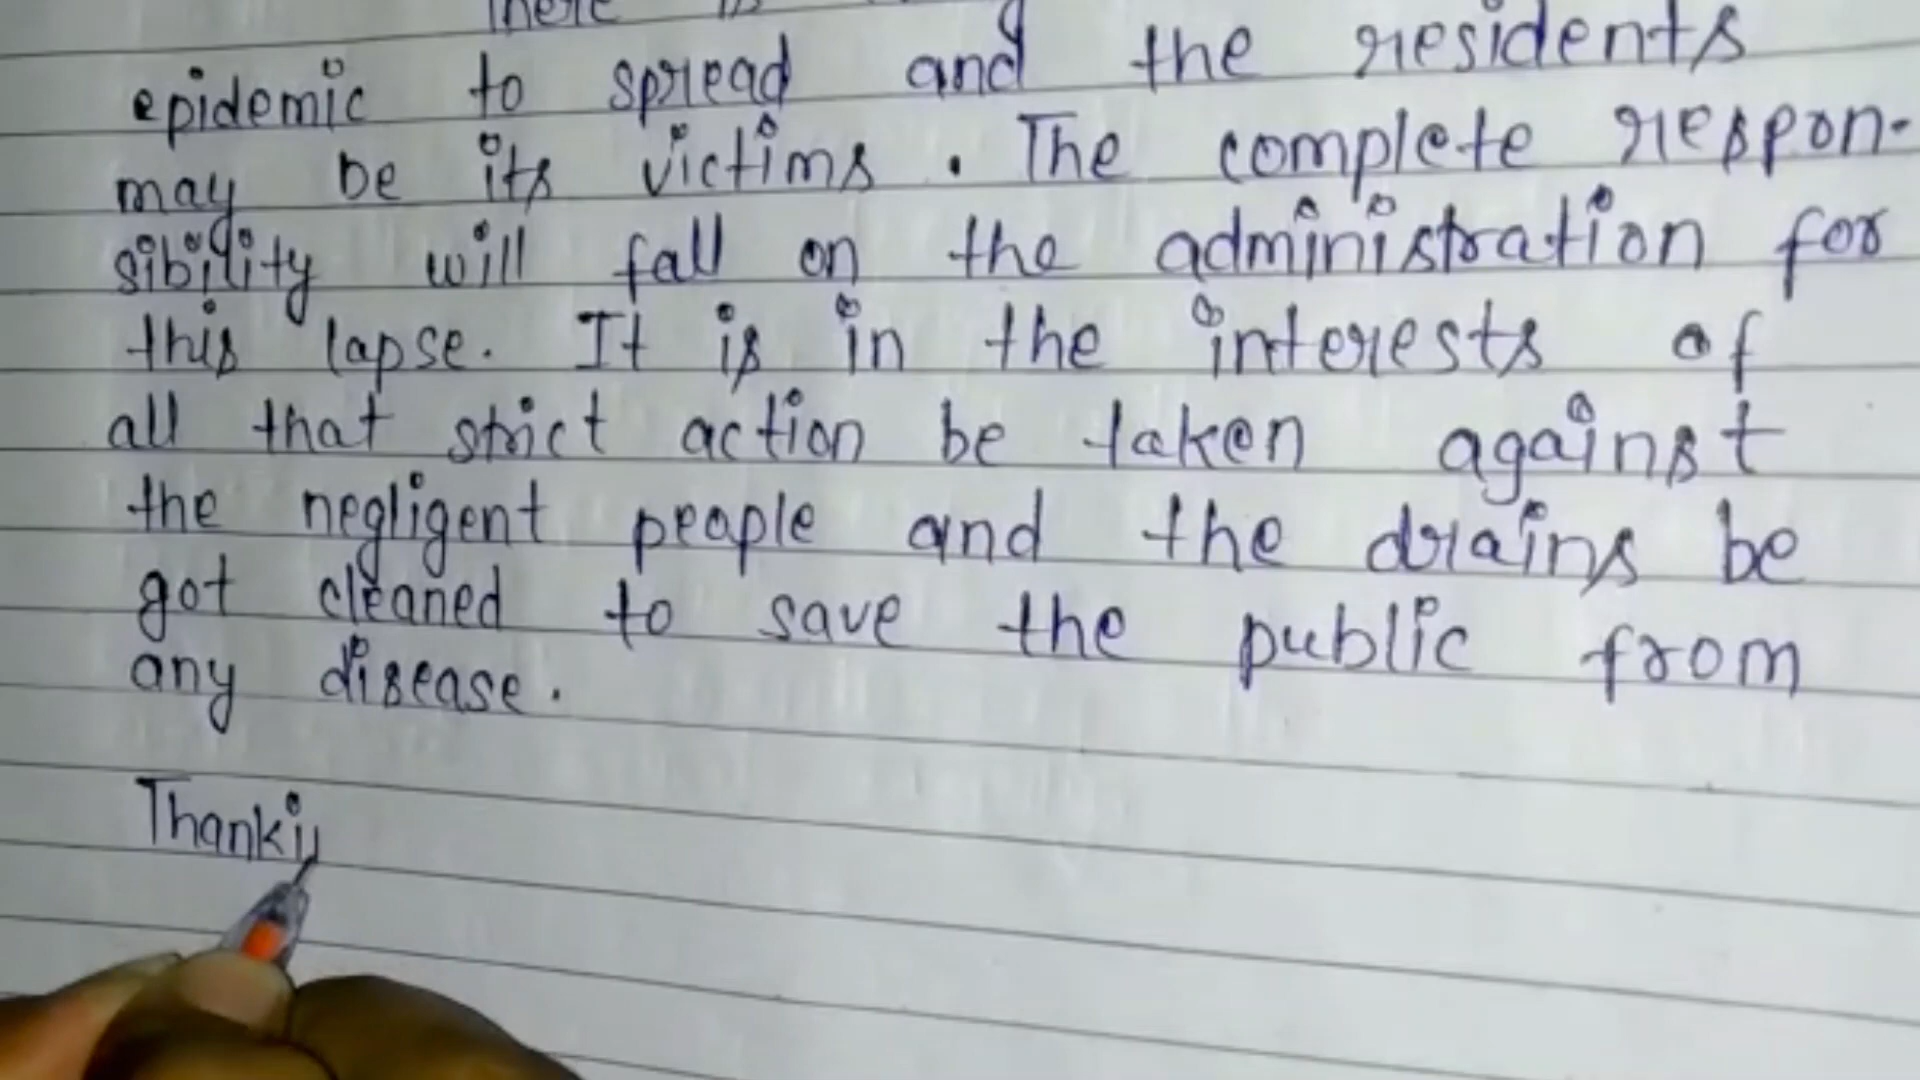 There is
epidemic to spread and the residents
may be its victims. The complete respon-
sibility will fall on the administration for
this lapse. It is in the interests of
all that strict action be taken against
the negligent people and the drains be
got cleaned to save the public from
any disease.
Thanki